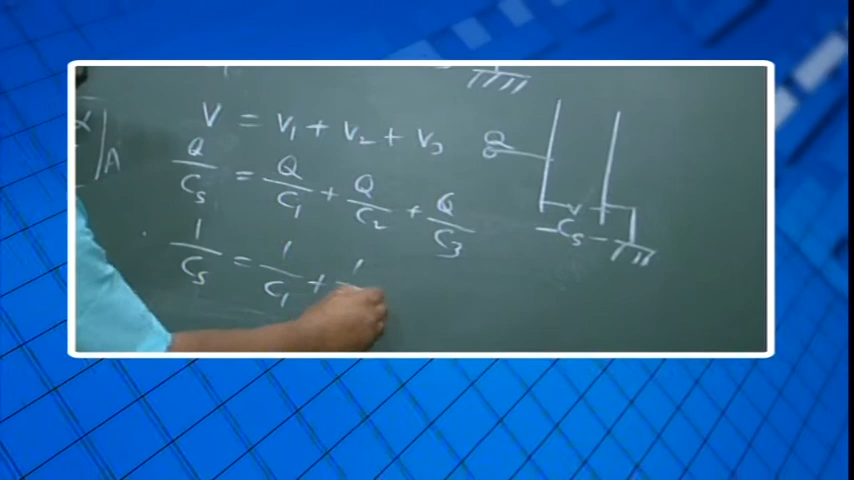 V = V₁ + V₂ + V₃
Q/Cₛ = Q/C₁ + Q/C₂ + Q/C₃
1/Cₛ = 1/C₁ + 1
Q
V
Cₛ
A